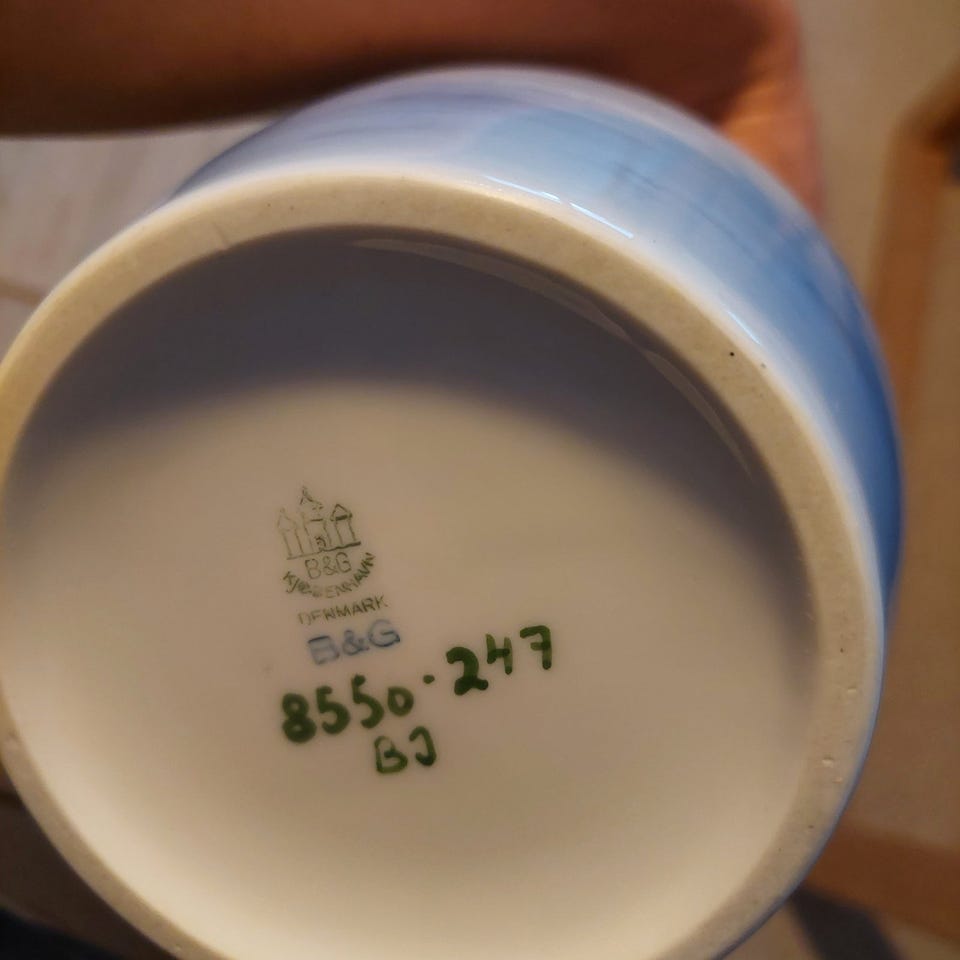 B&G
KJØBENHAVN
DENMARK
B&G
8550·247
BJ